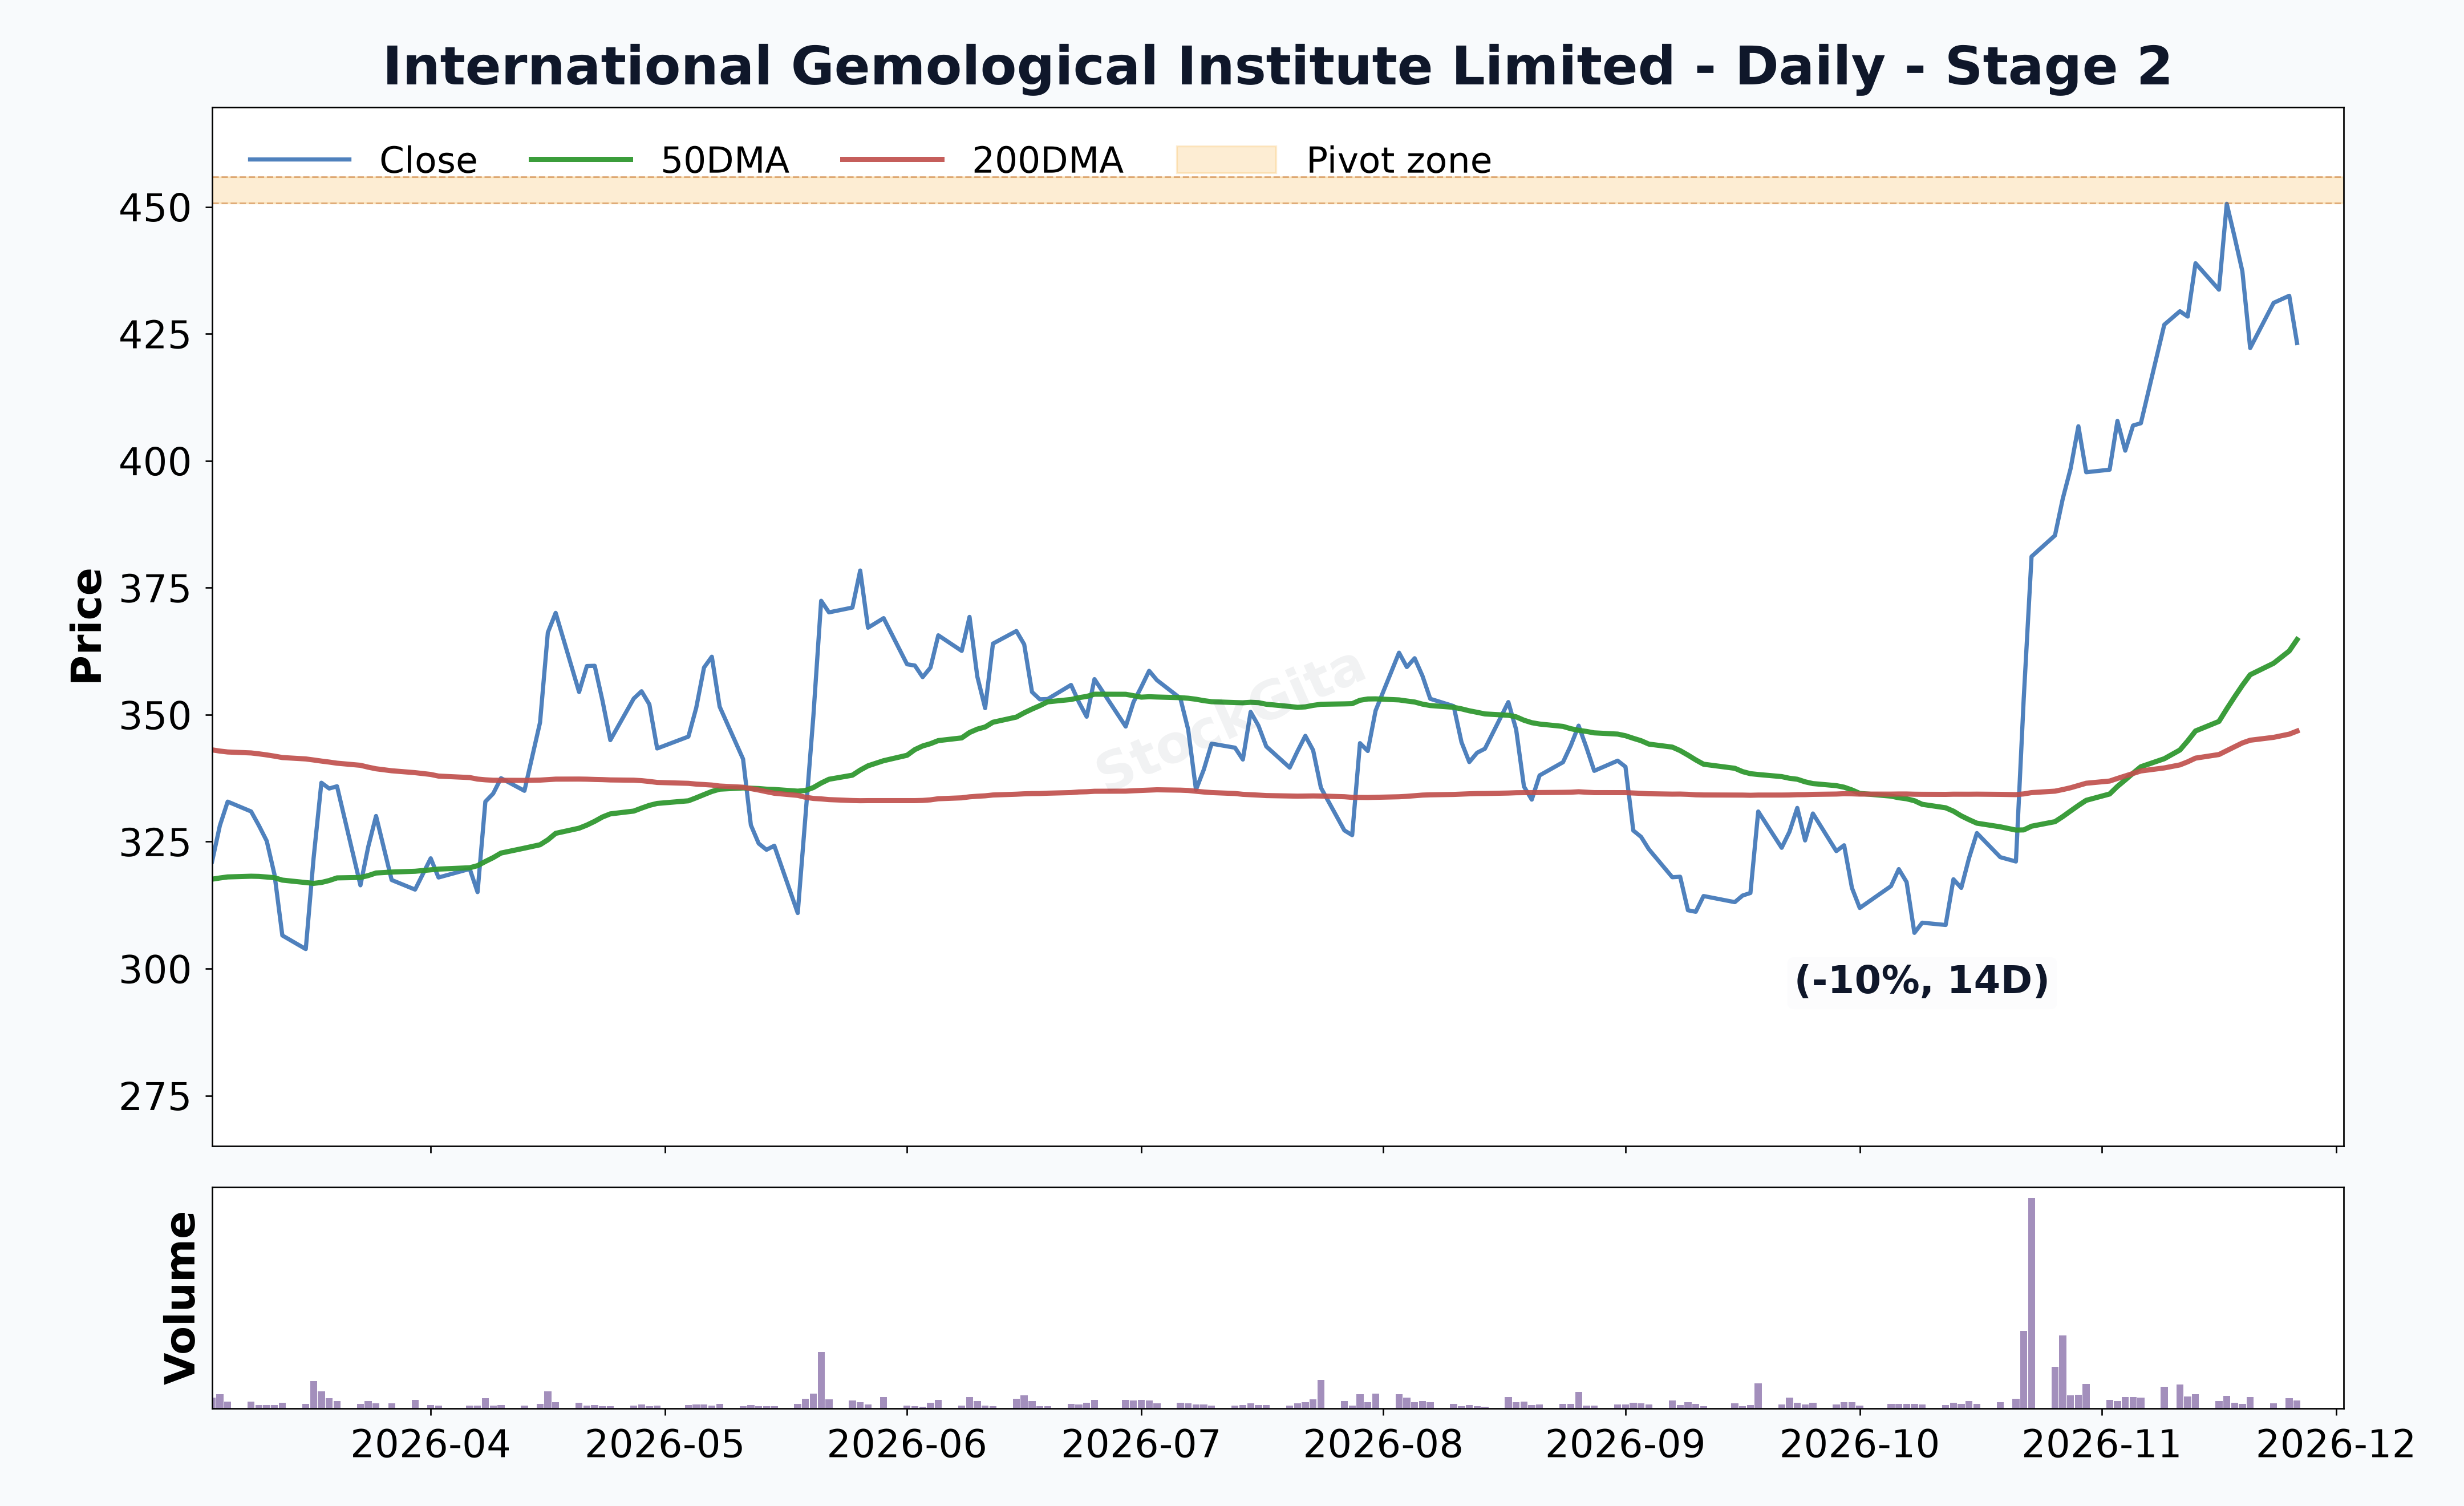 International Gemological Institute Limited - Daily - Stage 2
Close 50DMA 200DMA Pivot zone
450
425
400
375
350
325
300
275
Price
StockGita
(-10%, 14D)
Volume
2026-04 2026-05 2026-06 2026-07 2026-08 2026-09 2026-10 2026-11 2026-12